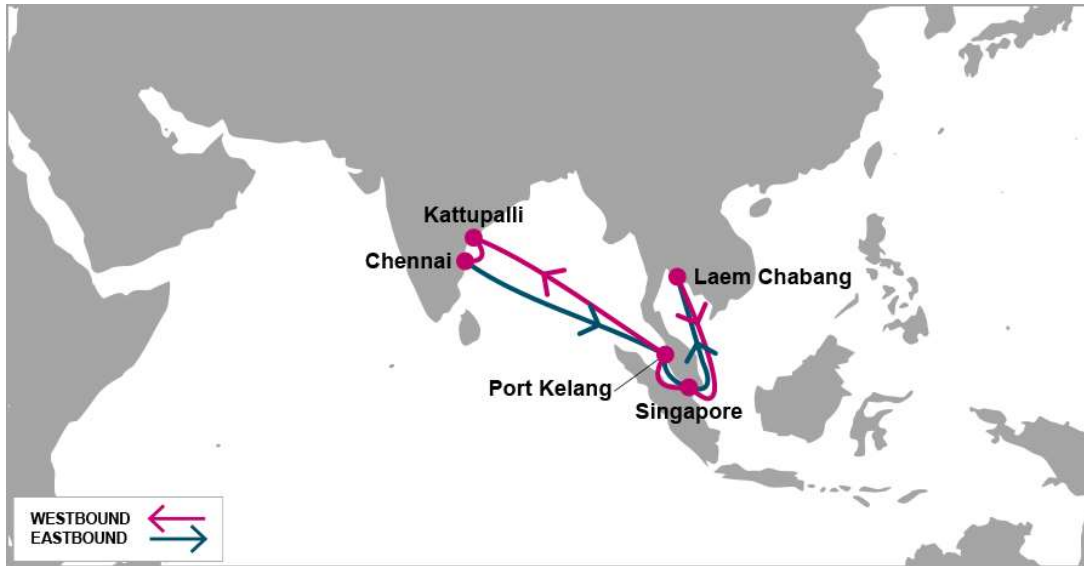 Kattupalli
Chennai
Laem Chabang
Port Kelang
Singapore
WESTBOUND
EASTBOUND